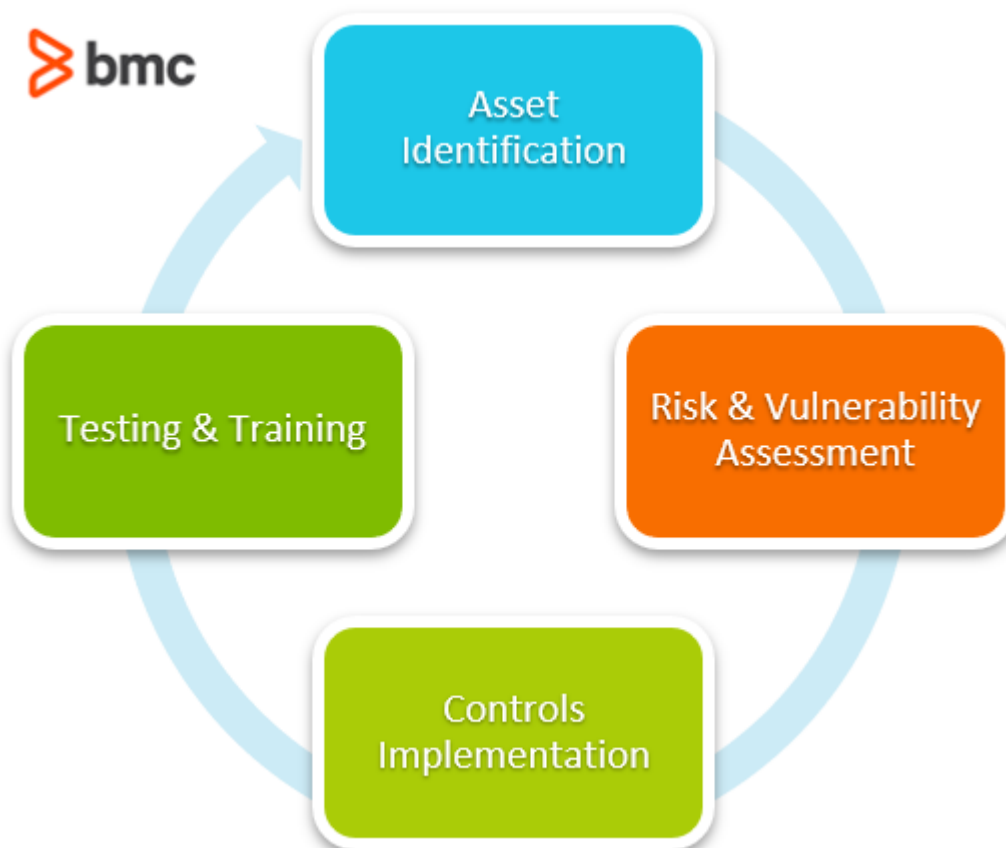 bmc
Asset
Identification
Risk & Vulnerability
Assessment
Controls
Implementation
Testing & Training